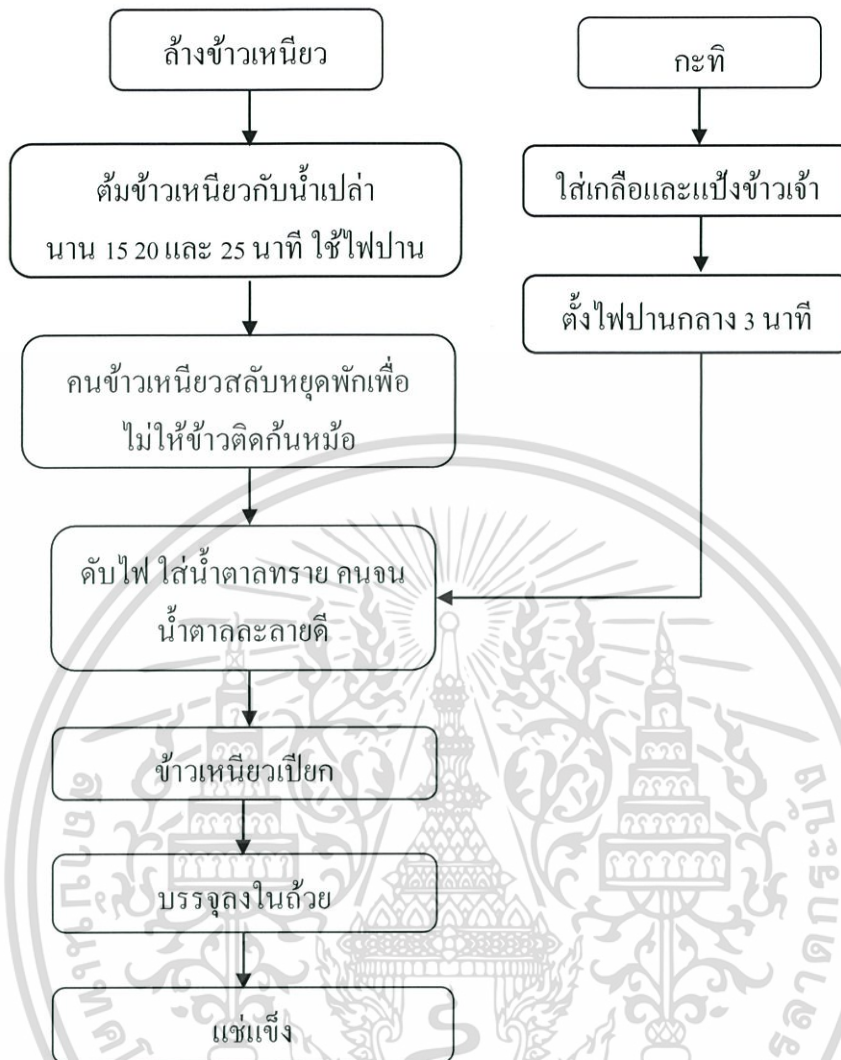 ล้างข้าวเหนียว
ต้มข้าวเหนียวกับน้ำเปล่า
นาน 15 20 และ 25 นาที ใช้ไฟปาน
คนข้าวเหนียวสลับหยุดพักเพื่อ
ไม่ให้ข้าวติดก้นหม้อ
ดับไฟ ใส่น้ำตาลทราย คนจน
น้ำตาลละลายดี
ข้าวเหนียวเปียก
บรรจุลงในถ้วย
แช่แข็ง
กะทิ
ใส่เกลือและแป้งข้าวเจ้า
ตั้งไฟปานกลาง 3 นาที